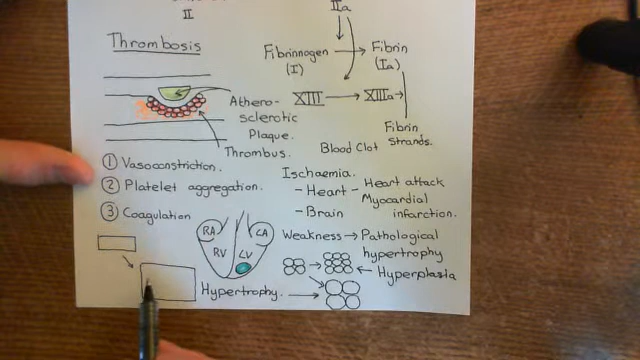 II
IIa
Thrombosis
Fibrinnogen → Fibrin
(I) (Ia)
XIII → XIIIa →
Fibrin
Strands.
Athero-
sclerotic
Plaque.
Thrombus.
Blood Clot
① Vasoconstriction.
② Platelet aggregation.
③ Coagulation
Ischaemia.
- Heart - Heart attack
Myocardial
infarction.
- Brain
Weakness → Pathological
hypertrophy
← Hyperplasia
RA
LA
RV
LV
Hypertrophy. →